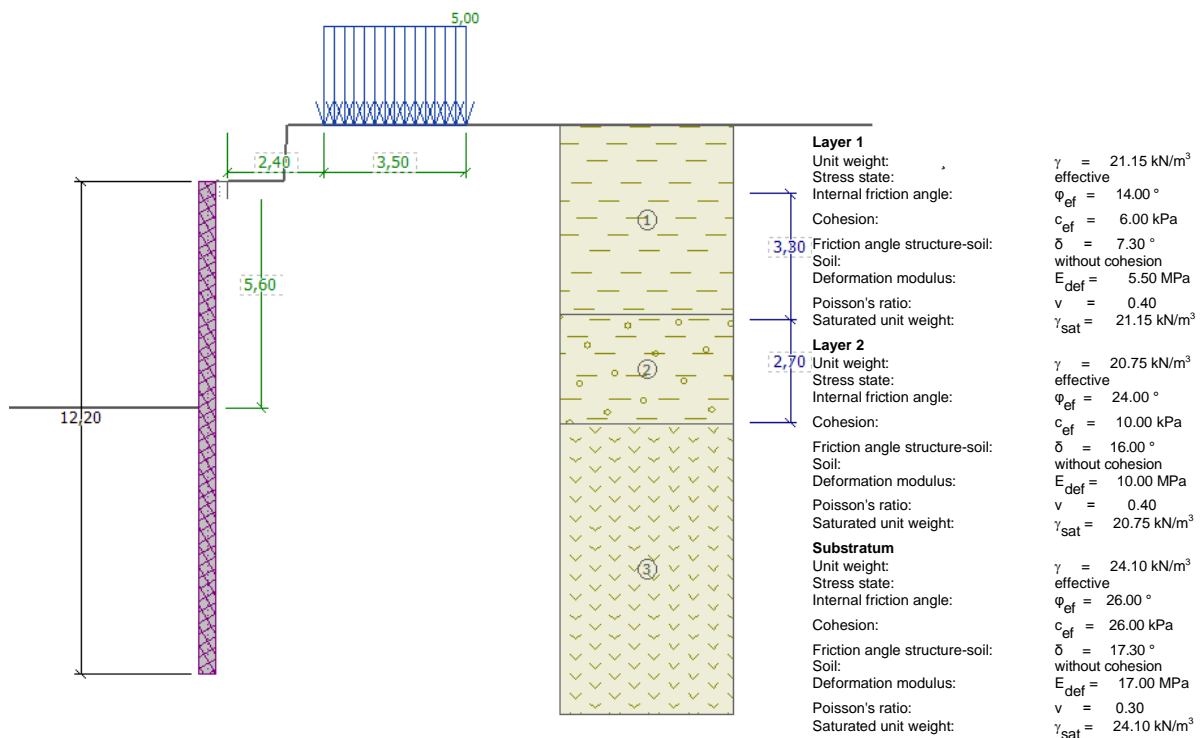 5,00
2,40
3,50
5,60
12,20
1
2
3
3,30
2,70
Layer 1
Unit weight: γ = 21.15 kN/m³
Stress state: effective
Internal friction angle: φef = 14.00 °
Cohesion: cef = 6.00 kPa
Friction angle structure-soil: δ = 7.30 °
Soil: without cohesion
Deformation modulus: Edef = 5.50 MPa
Poisson's ratio: ν = 0.40
Saturated unit weight: γsat = 21.15 kN/m³
Layer 2
Unit weight: γ = 20.75 kN/m³
Stress state: effective
Internal friction angle: φef = 24.00 °
Cohesion: cef = 10.00 kPa
Friction angle structure-soil: δ = 16.00 °
Soil: without cohesion
Deformation modulus: Edef = 10.00 MPa
Poisson's ratio: ν = 0.40
Saturated unit weight: γsat = 20.75 kN/m³
Substratum
Unit weight: γ = 24.10 kN/m³
Stress state: effective
Internal friction angle: φef = 26.00 °
Cohesion: cef = 26.00 kPa
Friction angle structure-soil: δ = 17.30 °
Soil: without cohesion
Deformation modulus: Edef = 17.00 MPa
Poisson's ratio: ν = 0.30
Saturated unit weight: γsat = 24.10 kN/m³